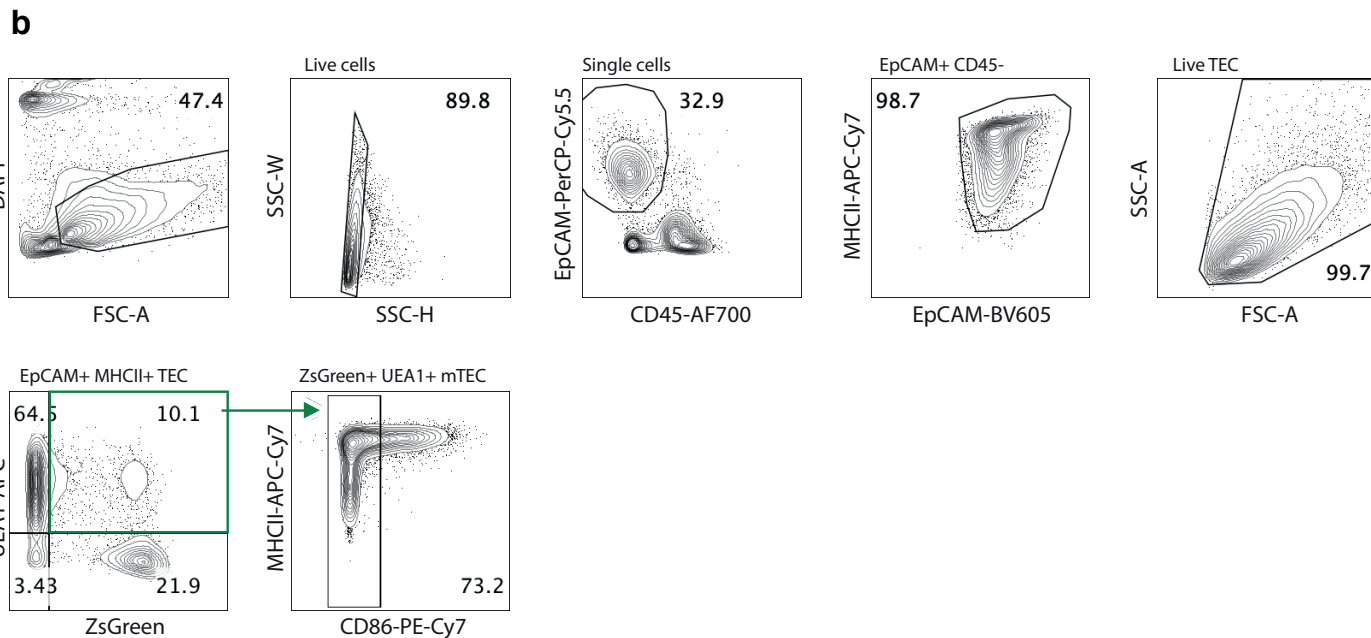 b
Live cells
Single cells
EpCAM+ CD45-
Live TEC
47.4
89.8
32.9
98.7
99.7
SSC-W
EpCAM-PerCP-Cy5.5
MHCII-APC-Cy7
SSC-A
FSC-A
SSC-H
CD45-AF700
EpCAM-BV605
FSC-A
EpCAM+ MHCII+ TEC
ZsGreen+ UEA1+ mTEC
64.5
10.1
3.43
21.9
MHCII-APC-Cy7
73.2
ZsGreen
CD86-PE-Cy7